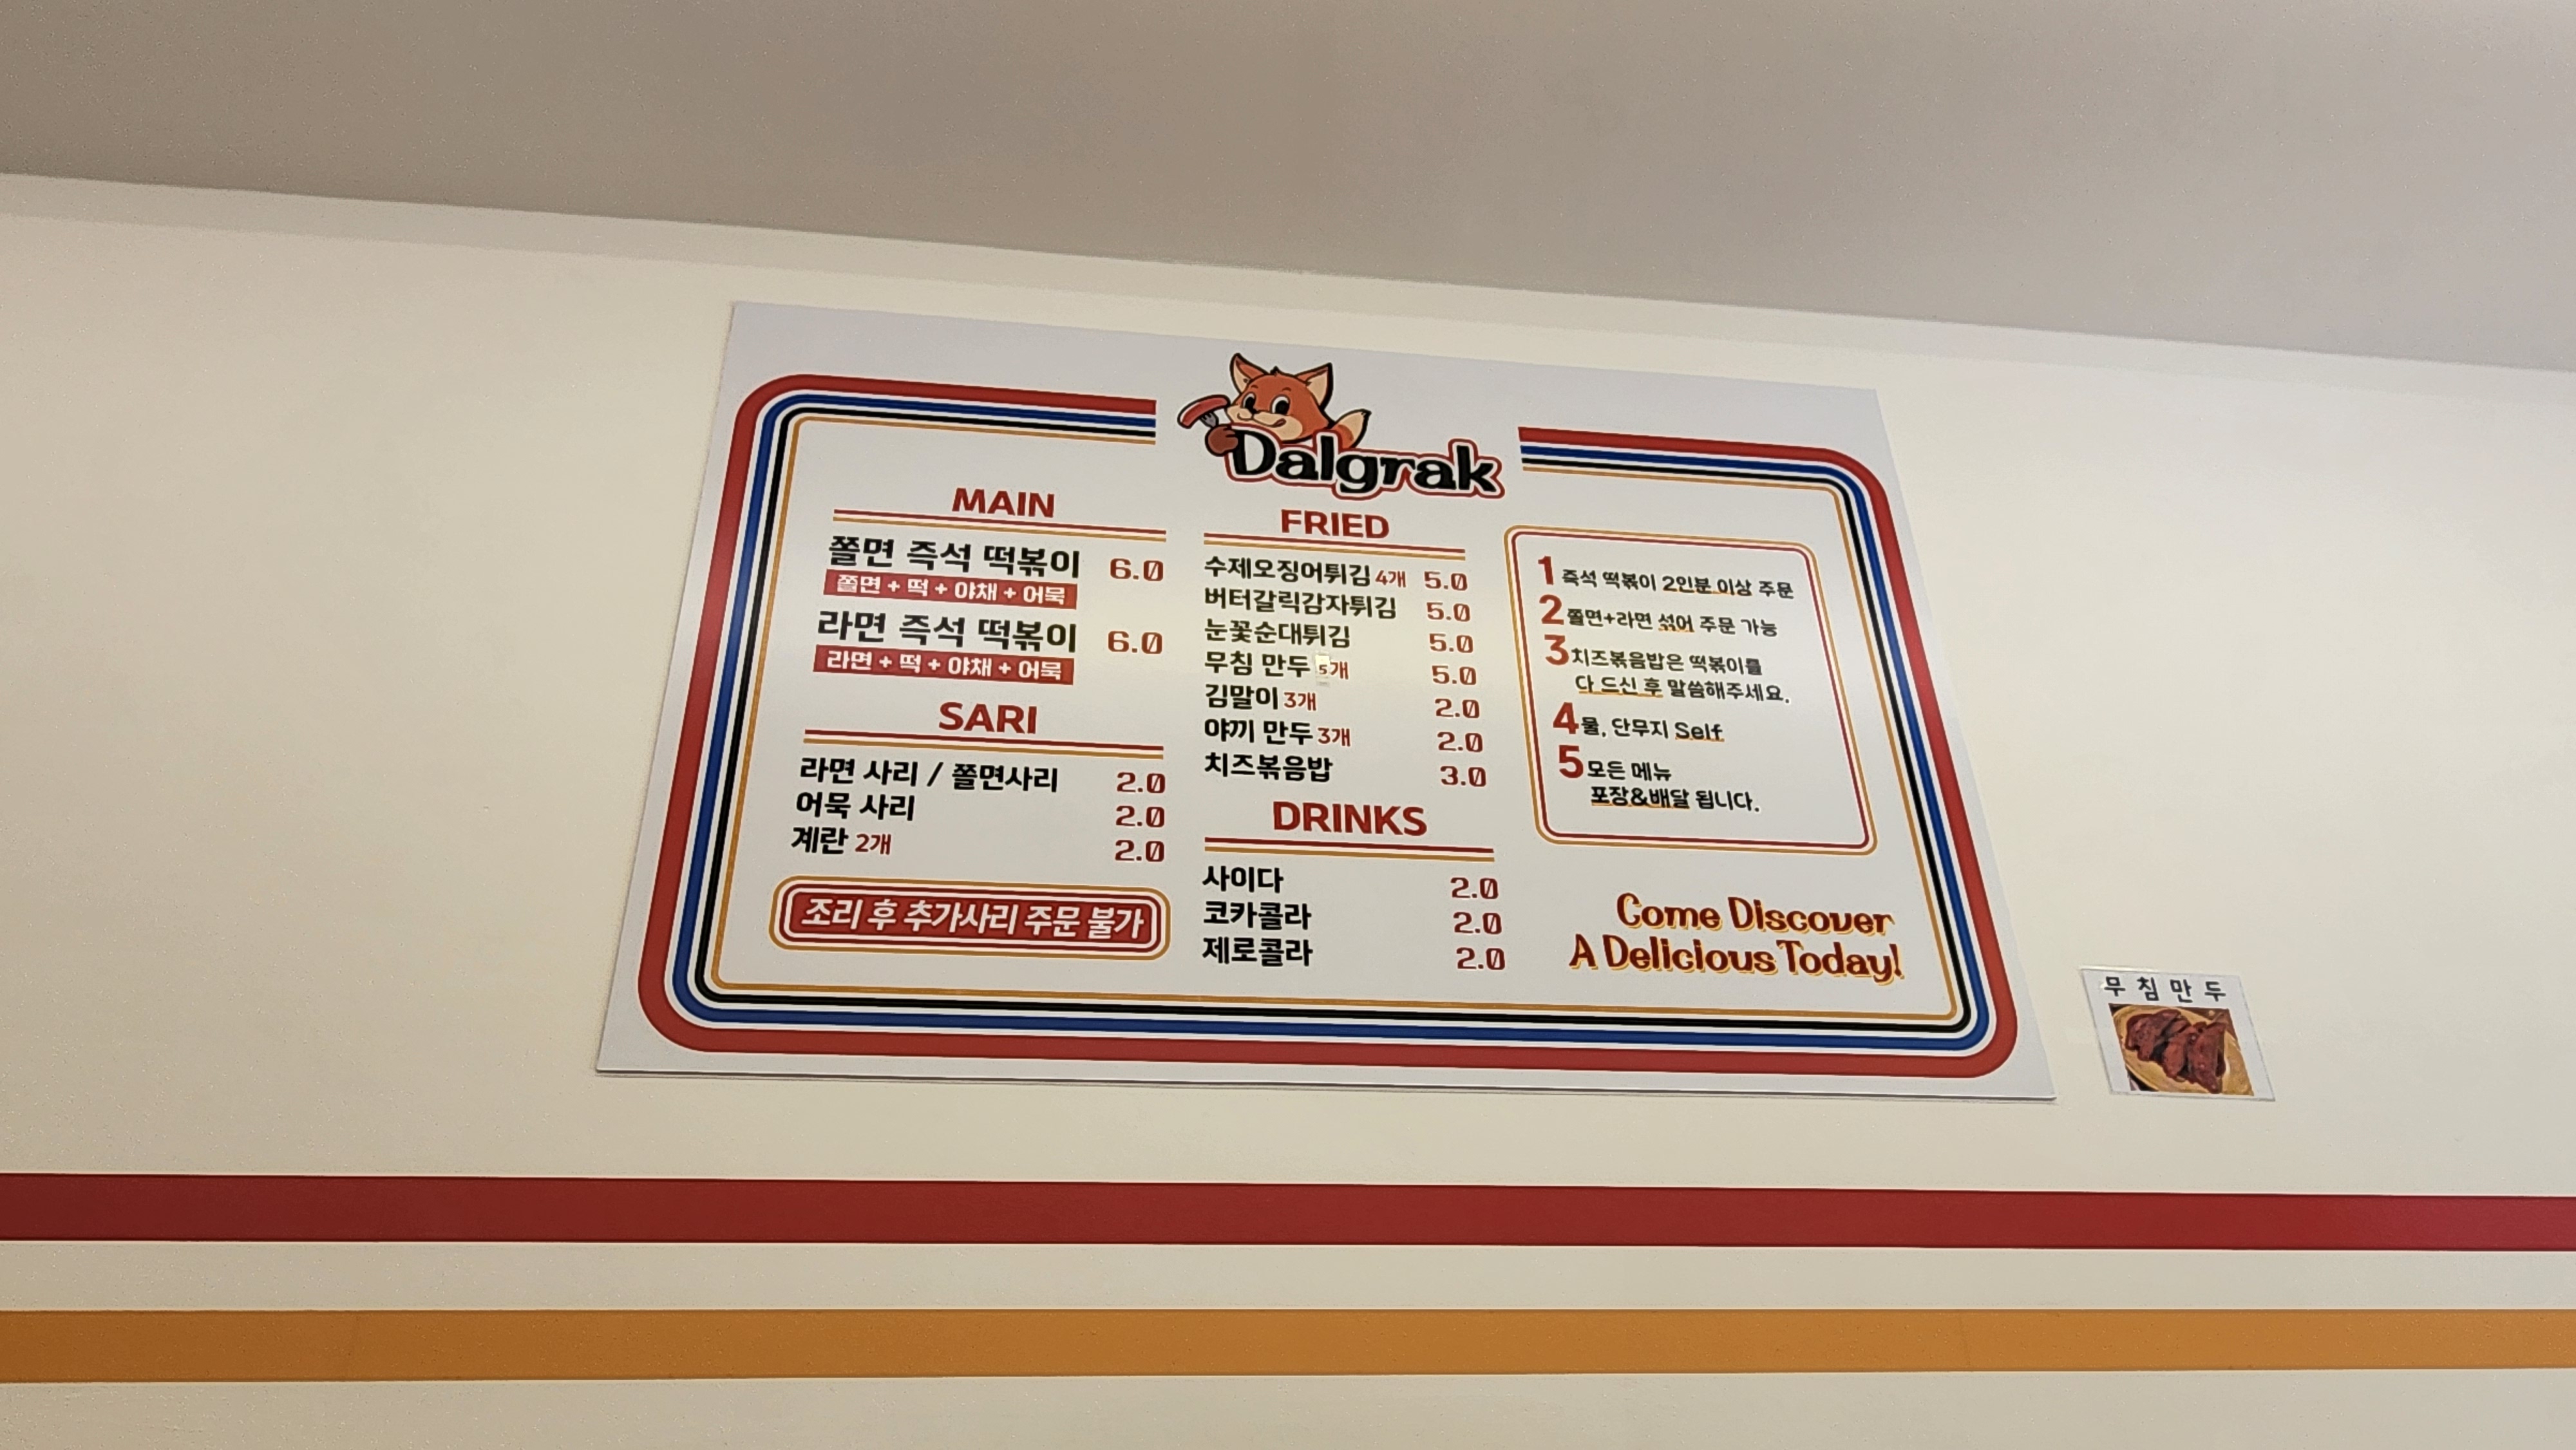 Dalgrak
MAIN
쫄면 즉석 떡볶이 6.0
쫄면 + 떡 + 야채 + 어묵
라면 즉석 떡볶이 6.0
라면 + 떡 + 야채 + 어묵
SARI
라면 사리 / 쫄면사리 2.0
어묵 사리 2.0
계란 2개 2.0
조리 후 추가사리 주문 불가
FRIED
수제오징어튀김 4개 5.0
버터갈릭감자튀김 5.0
눈꽃순대튀김 5.0
무침 만두 5개 5.0
김말이 3개 2.0
야끼 만두 3개 2.0
치즈볶음밥 3.0
DRINKS
사이다 2.0
코카콜라 2.0
제로콜라 2.0
1 즉석 떡볶이 2인분 이상 주문
2 쫄면+라면 섞어 주문 가능
3 치즈볶음밥은 떡볶이를
다 드신 후 말씀해주세요.
4 물, 단무지 Self
5 모든 메뉴
포장&배달 됩니다.
Come Discover
A Delicious Today!
무침만두